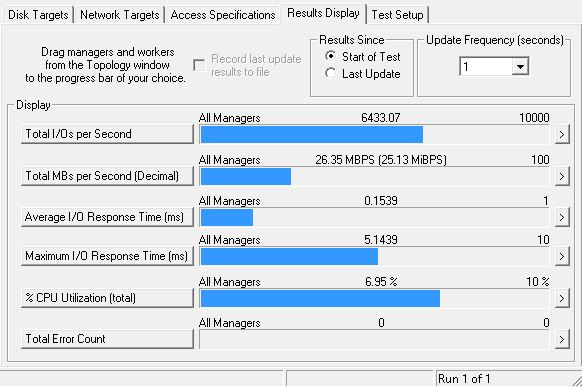 Disk Targets Network Targets Access Specifications Results Display Test Setup
Drag managers and workers
from the Topology window
to the progress bar of your choice.
Record last update
results to file
Results Since
Start of Test
Last Update
Update Frequency (seconds)
1
Display
All Managers 6433.07 10000
Total I/Os per Second >
All Managers 26.35 MBPS (25.13 MiBPS) 100
Total MBs per Second (Decimal) >
All Managers 0.1539 1
Average I/O Response Time (ms) >
All Managers 5.1439 10
Maximum I/O Response Time (ms) >
All Managers 6.95 % 10 %
% CPU Utilization (total) >
All Managers 0 0
Total Error Count >
Run 1 of 1